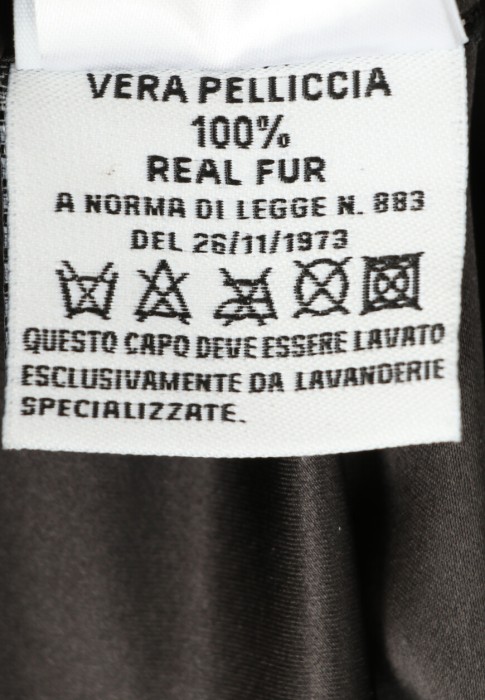 VERA PELLICCIA
100%
REAL FUR
A NORMA DI LEGGE N. 883
DEL 26/11/1973
QUESTO CAPO DEVE ESSERE LAVATO
ESCLUSIVAMENTE DA LAVANDERIE
SPECIALIZZATE.